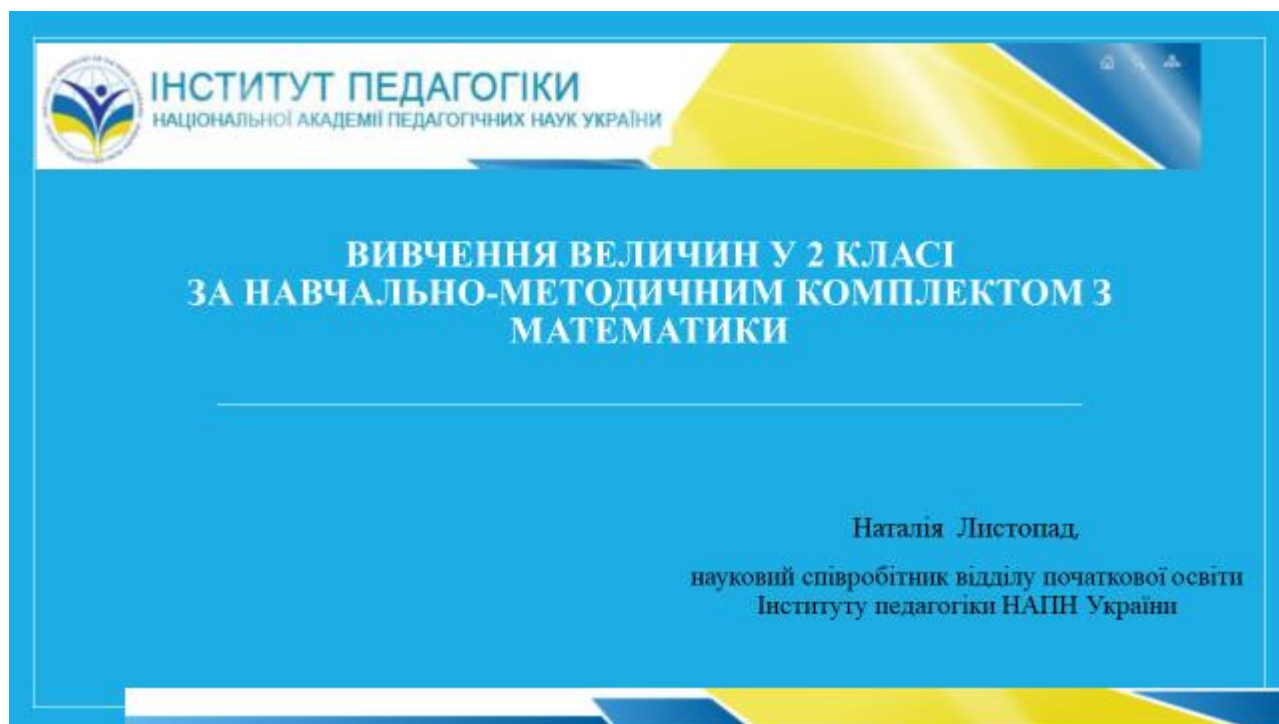 ІНСТИТУТ ПЕДАГОГІКИ
НАЦІОНАЛЬНОЇ АКАДЕМІЇ ПЕДАГОГІЧНИХ НАУК УКРАЇНИ
ВИВЧЕННЯ ВЕЛИЧИН У 2 КЛАСІ
ЗА НАВЧАЛЬНО-МЕТОДИЧНИМ КОМПЛЕКТОМ З
МАТЕМАТИКИ
Наталія Листопад,
науковий співробітник відділу початкової освіти
Інституту педагогіки НАПН України